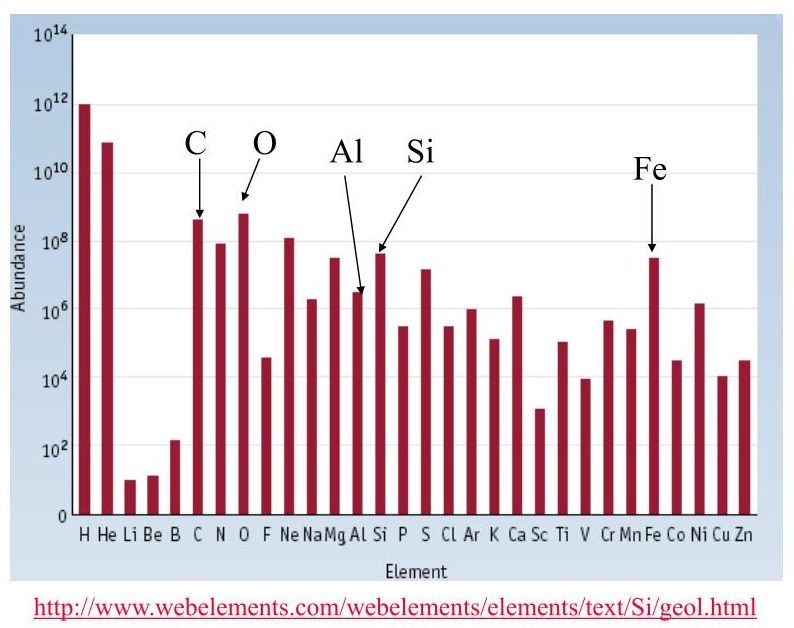 10^14
10^12
10^10
10^8
10^6
10^4
10^2
0
Abundance
C O Al Si Fe
H He Li Be B C N O F Ne Na Mg Al Si P S Cl Ar K Ca Sc Ti V Cr Mn Fe Co Ni Cu Zn
Element
http://www.webelements.com/webelements/elements/text/Si/geol.html